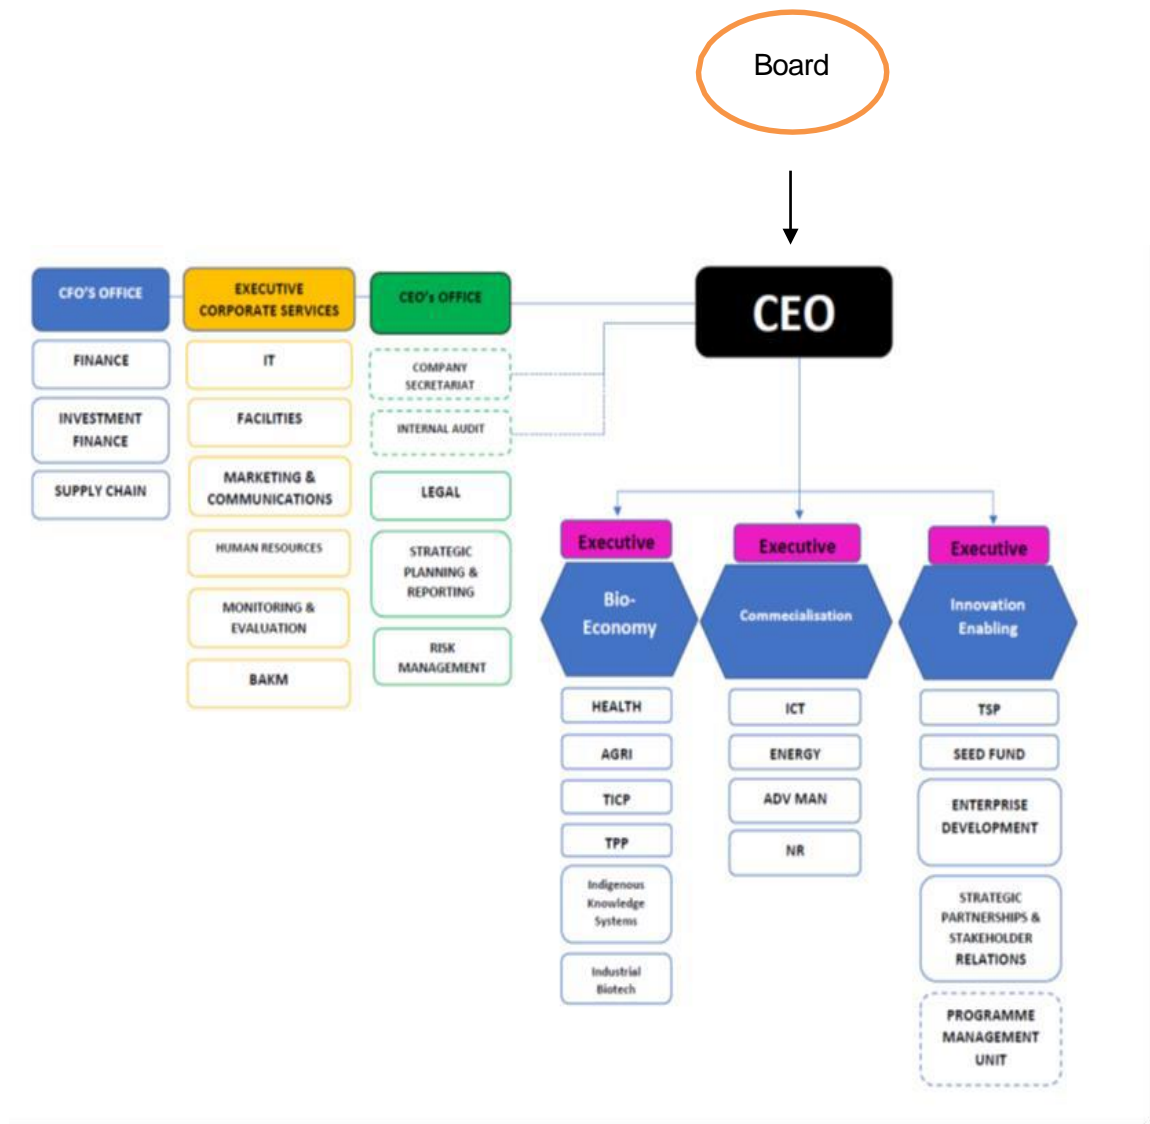 Board
CEO
CFO'S OFFICE
FINANCE
INVESTMENT
FINANCE
SUPPLY CHAIN
EXECUTIVE
CORPORATE SERVICES
IT
FACILITIES
MARKETING &
COMMUNICATIONS
HUMAN RESOURCES
MONITORING &
EVALUATION
BAKM
CEO's OFFICE
COMPANY
SECRETARIAT
INTERNAL AUDIT
LEGAL
STRATEGIC
PLANNING &
REPORTING
RISK
MANAGEMENT
Executive
Bio-
Economy
HEALTH
AGRI
TICP
TPP
Indigenous
Knowledge
Systems
Industrial
Biotech
Executive
Commecialisation
ICT
ENERGY
ADV MAN
NR
Executive
Innovation
Enabling
TSP
SEED FUND
ENTERPRISE
DEVELOPMENT
STRATEGIC
PARTNERSHIPS &
STAKEHOLDER
RELATIONS
PROGRAMME
MANAGEMENT
UNIT